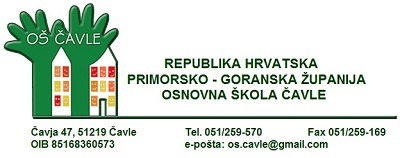 OŠ ČAVLE
REPUBLIKA HRVATSKA
PRIMORSKO - GORANSKA ŽUPANIJA
OSNOVNA ŠKOLA ČAVLE
Čavja 47, 51219 Čavle Tel. 051/259-570 Fax 051/259-169
OIB 85168360573 e-pošta: os.cavle@gmail.com